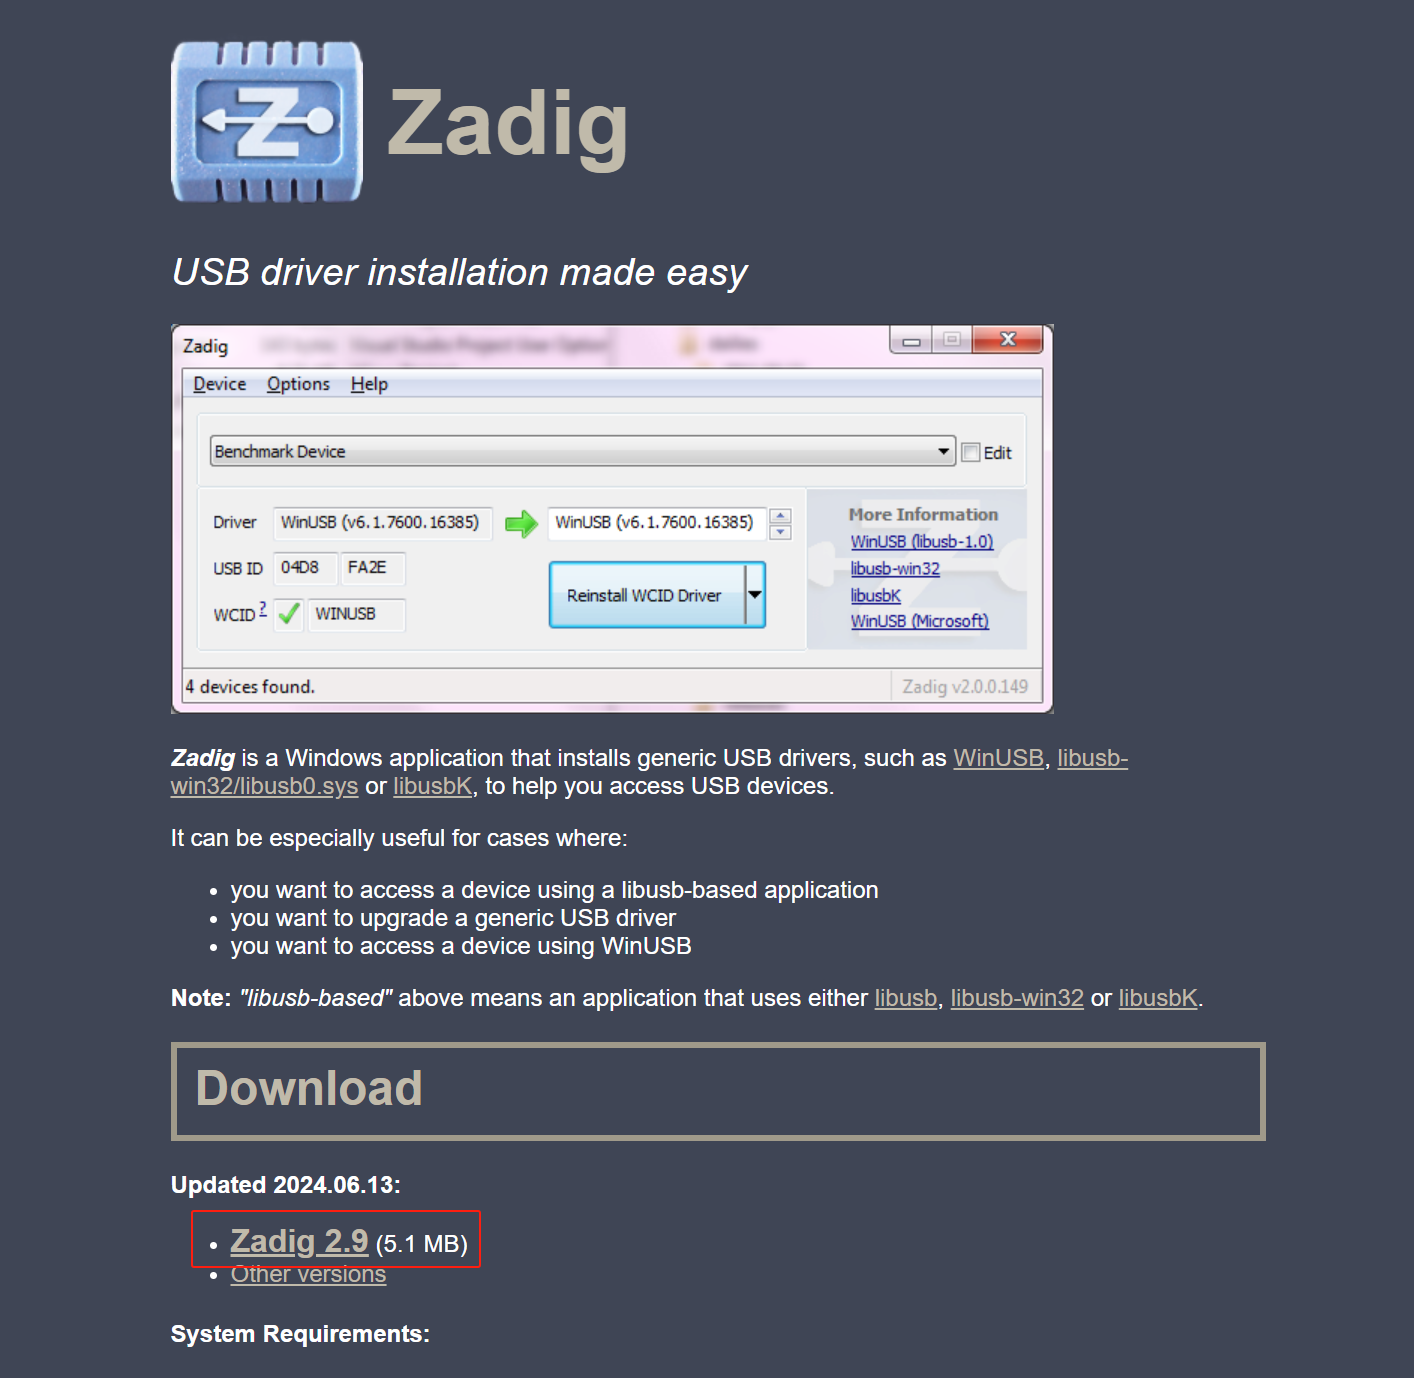 Z
Zadig
USB driver installation made easy
Zadig
Device Options Help
Benchmark Device
Edit
Driver WinUSB (v6.1.7600.16385) WinUSB (v6.1.7600.16385)
USB ID 04D8 FA2E
WCID ? WINUSB
Reinstall WCID Driver
More Information
WinUSB (libusb-1.0)
libusb-win32
libusbK
WinUSB (Microsoft)
4 devices found.
Zadig v2.0.0.149
Zadig is a Windows application that installs generic USB drivers, such as WinUSB, libusb-
win32/libusb0.sys or libusbK, to help you access USB devices.
It can be especially useful for cases where:
• you want to access a device using a libusb-based application
• you want to upgrade a generic USB driver
• you want to access a device using WinUSB
Note: "libusb-based" above means an application that uses either libusb, libusb-win32 or libusbK.
Download
Updated 2024.06.13:
• Zadig 2.9 (5.1 MB)
• Other versions
System Requirements: